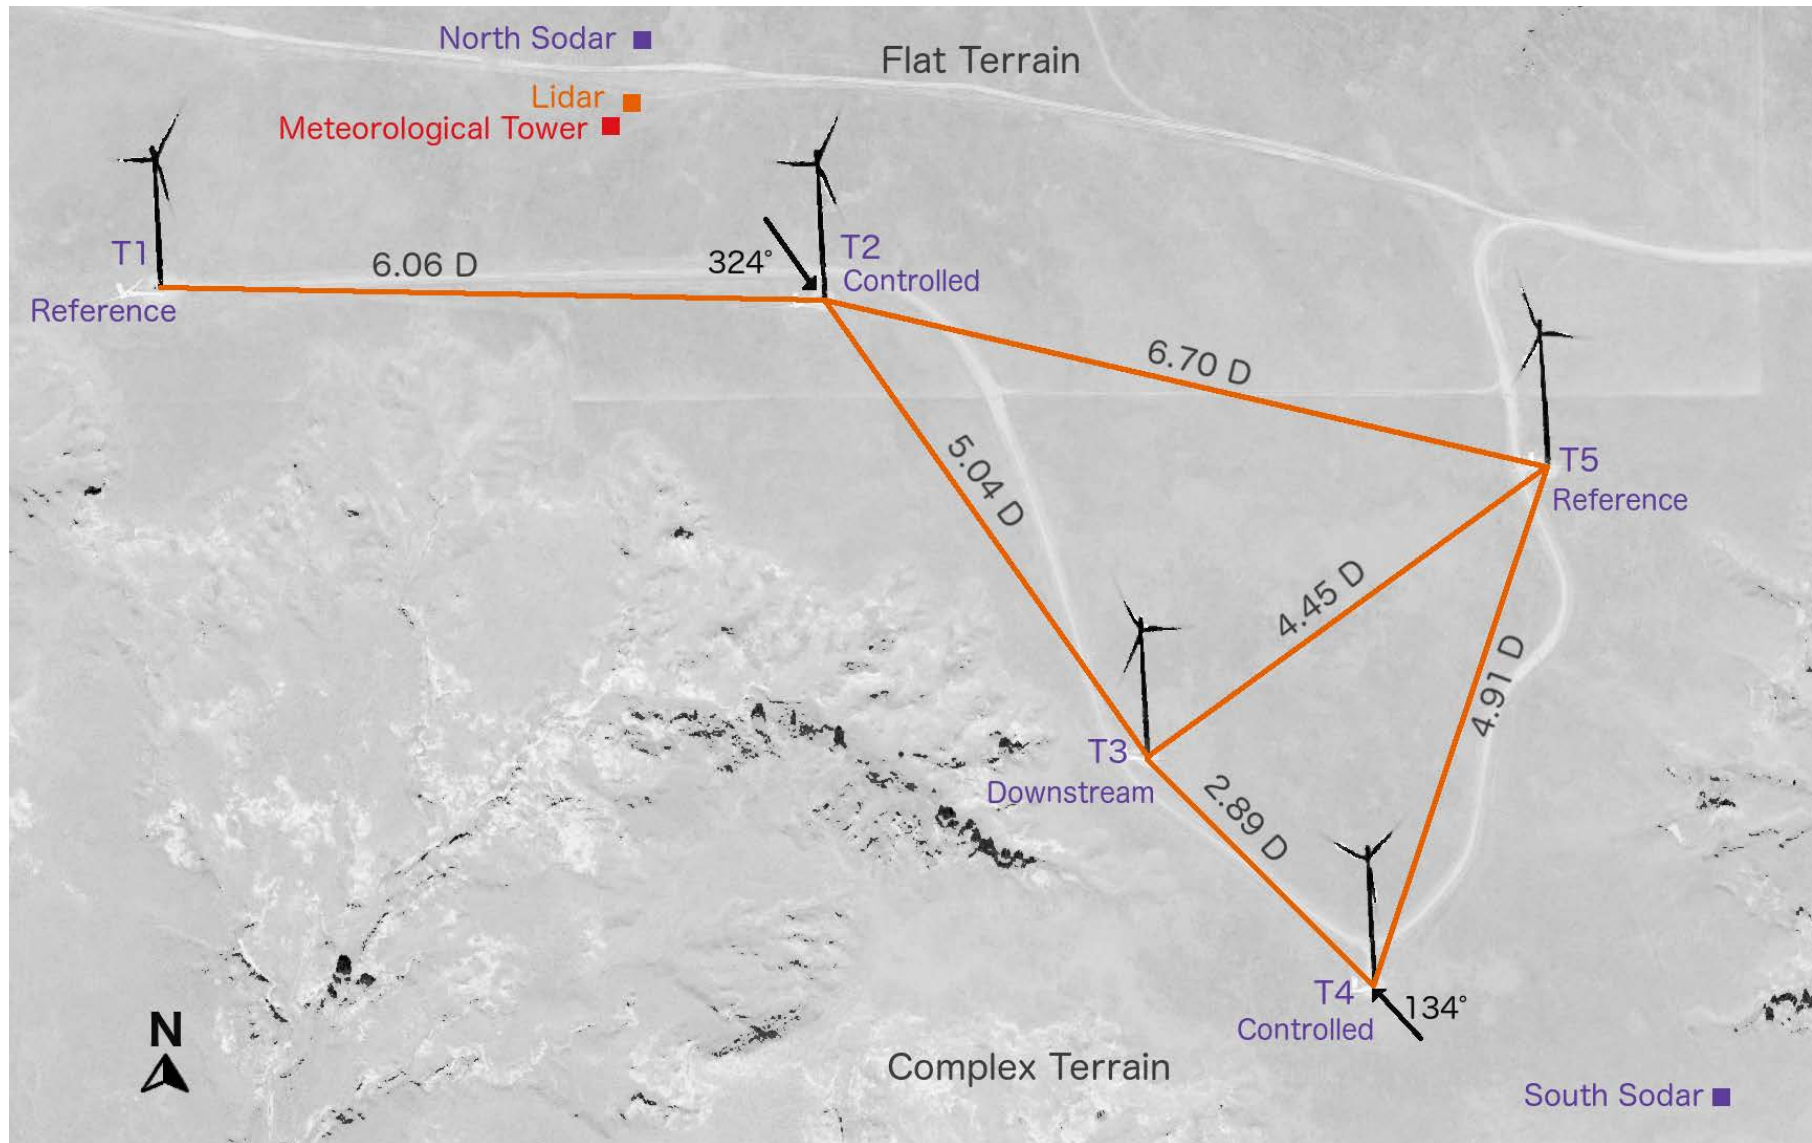 North Sodar
Flat Terrain
Lidar
Meteorological Tower
T1
6.06 D
324°
T2
Controlled
Reference
6.70 D
5.04 D
T5
Reference
4.45 D
4.91 D
T3
Downstream
2.89 D
T4
134°
Controlled
N
Complex Terrain
South Sodar